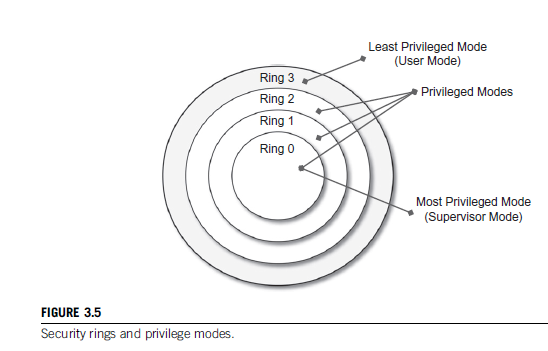 Least Privileged Mode
(User Mode)
Ring 3
Ring 2
Privileged Modes
Ring 1
Ring 0
Most Privileged Mode
(Supervisor Mode)
FIGURE 3.5
Security rings and privilege modes.